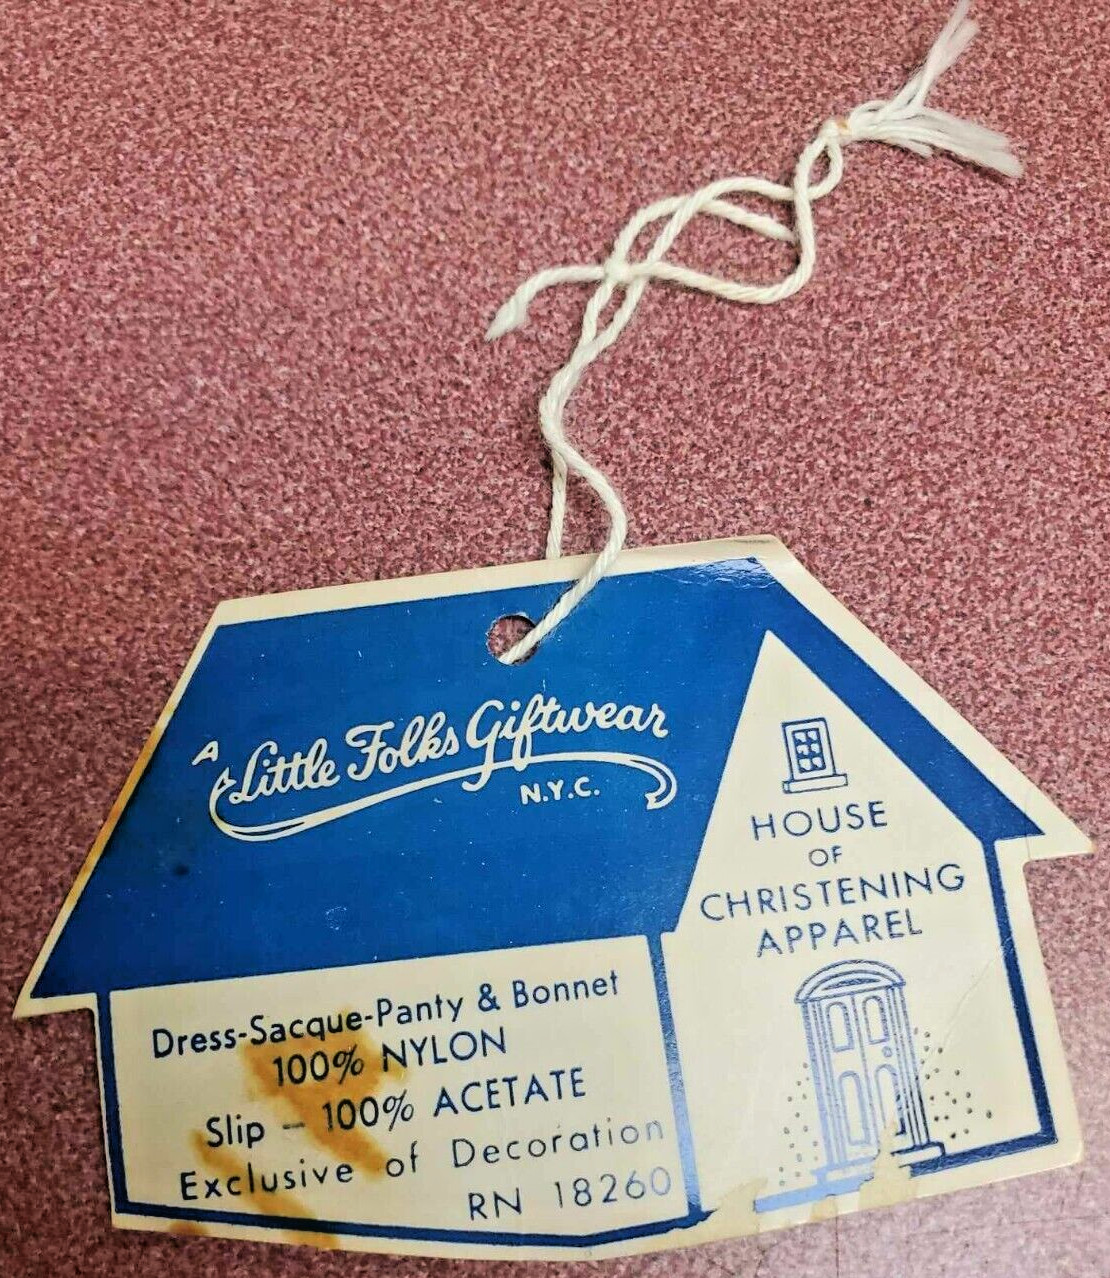 A Little Folks Giftwear
N.Y.C.
HOUSE
OF
CHRISTENING
APPAREL
Dress-Sacque-Panty & Bonnet
100% NYLON
Slip – 100% ACETATE
Exclusive of Decoration
RN 18260